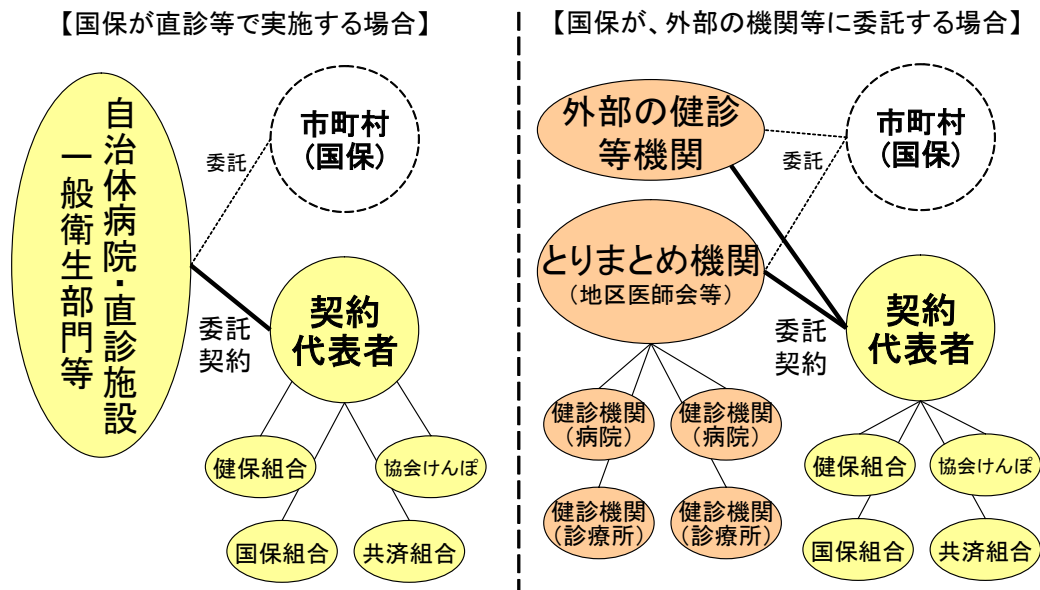 【国保が直診等で実施する場合】
自治体病院・直診施設
一般衛生部門等
市町村
(国保)
委託
契約
代表者
委託
契約
健保組合
協会けんぽ
国保組合
共済組合
【国保が、外部の機関等に委託する場合】
外部の健診
等機関
市町村
(国保)
委託
とりまとめ機関
(地区医師会等)
契約
代表者
委託
契約
健診機関
(病院)
健診機関
(病院)
健診機関
(診療所)
健診機関
(診療所)
健保組合
協会けんぽ
国保組合
共済組合